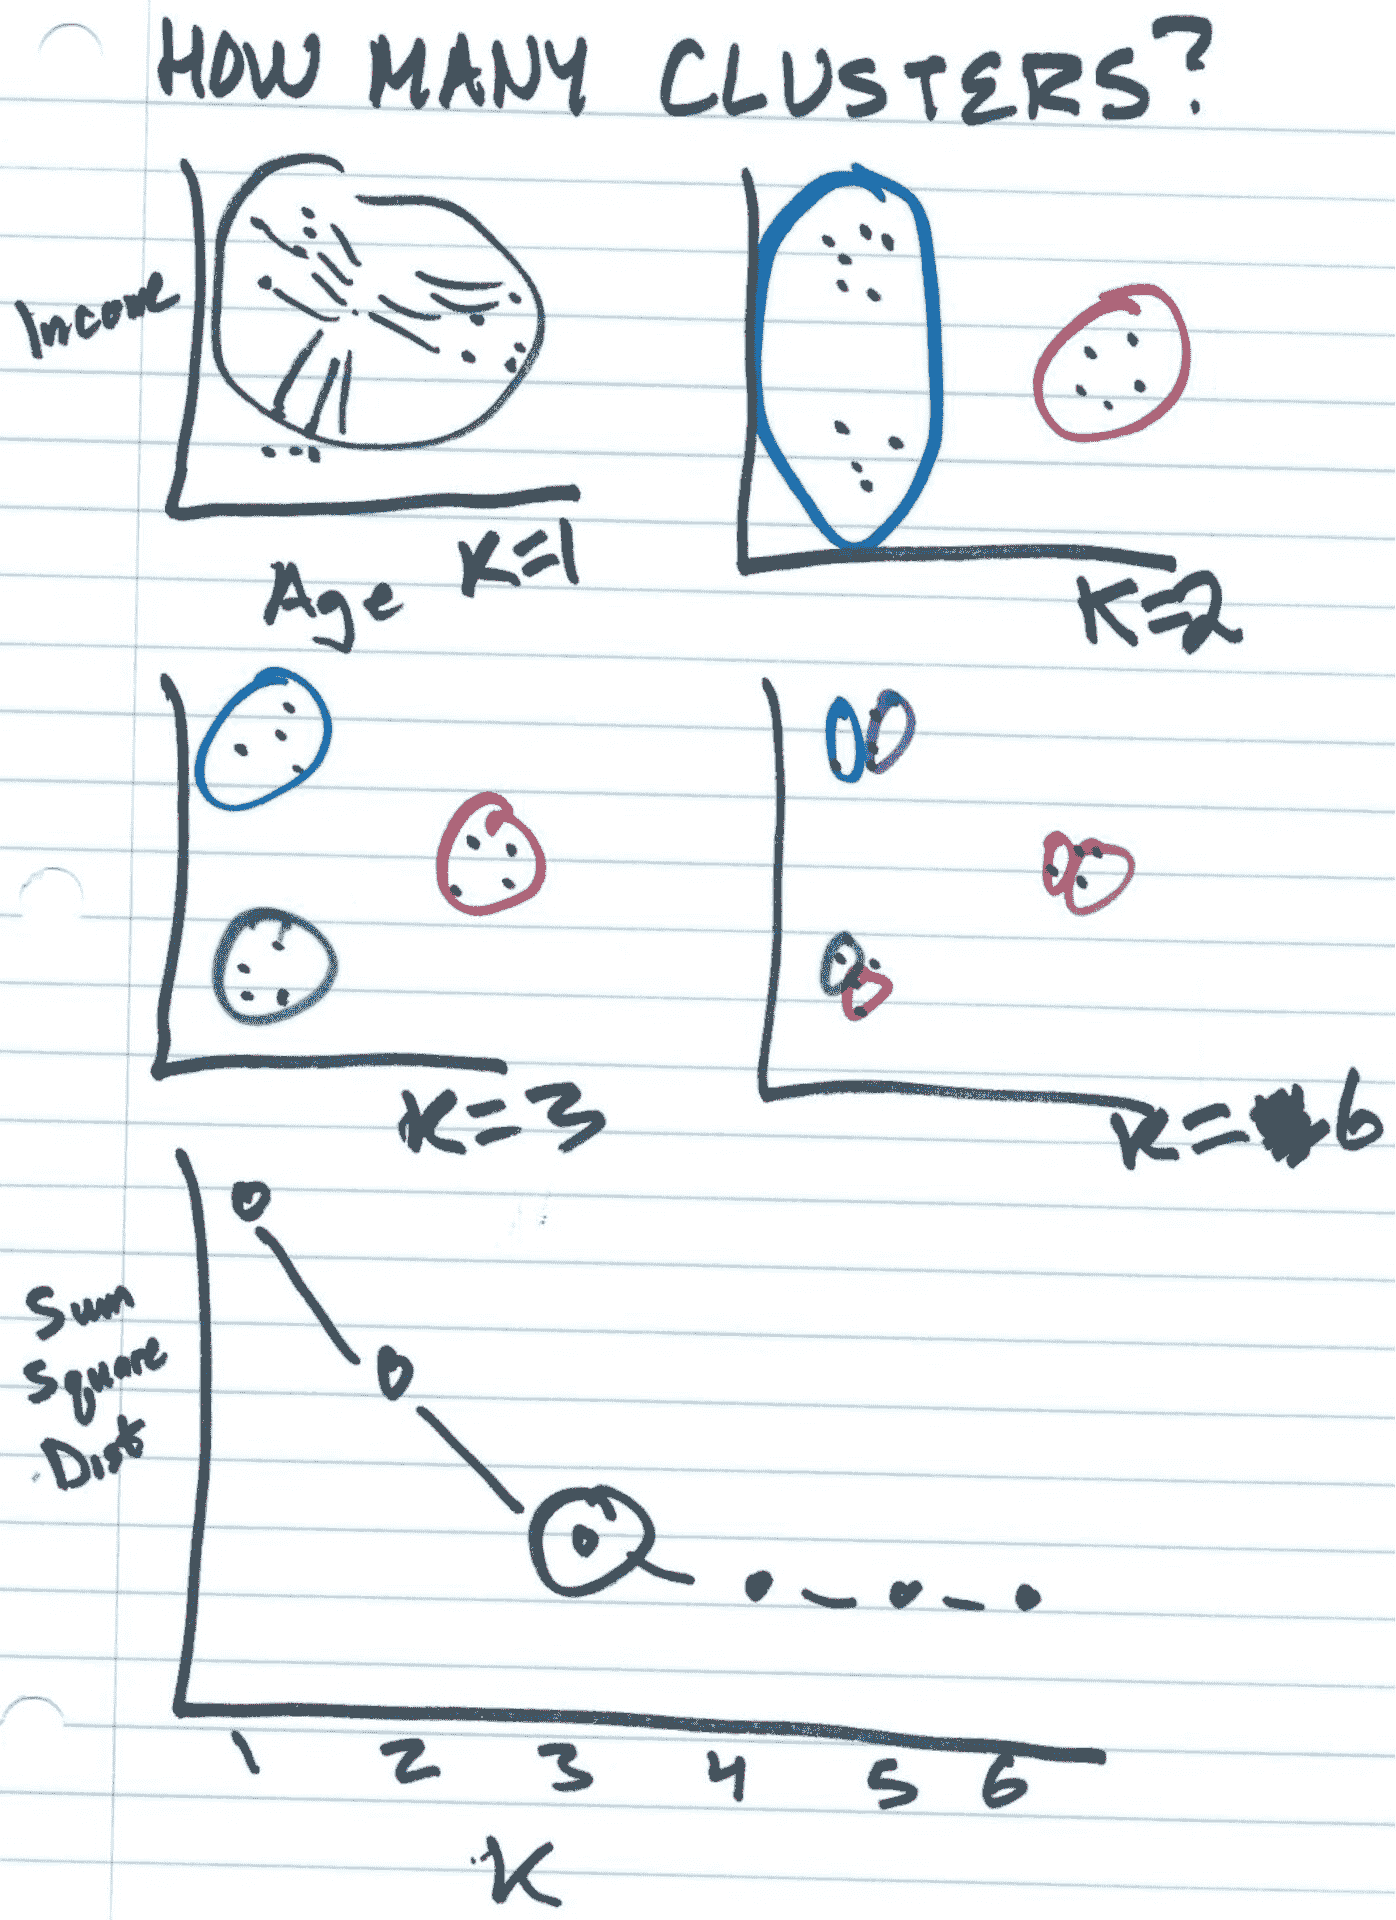 HOW MANY CLUSTERS?
Income
Age
K=1
K=2
K=3
K=6
Sum
Square
Dist
1 2 3 4 5 6
K